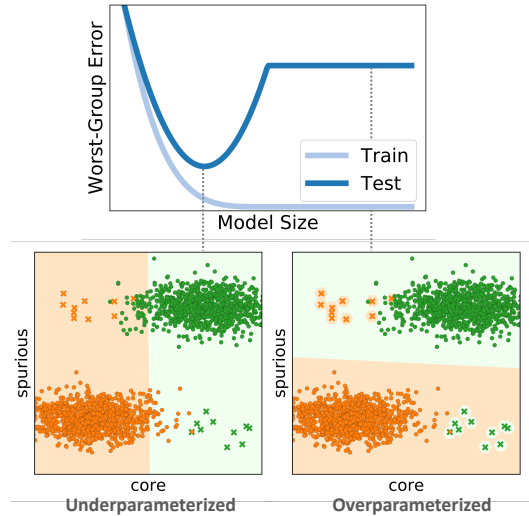 Worst-Group Error
Train
Test
Model Size
spurious
core
Underparameterized
spurious
core
Overparameterized